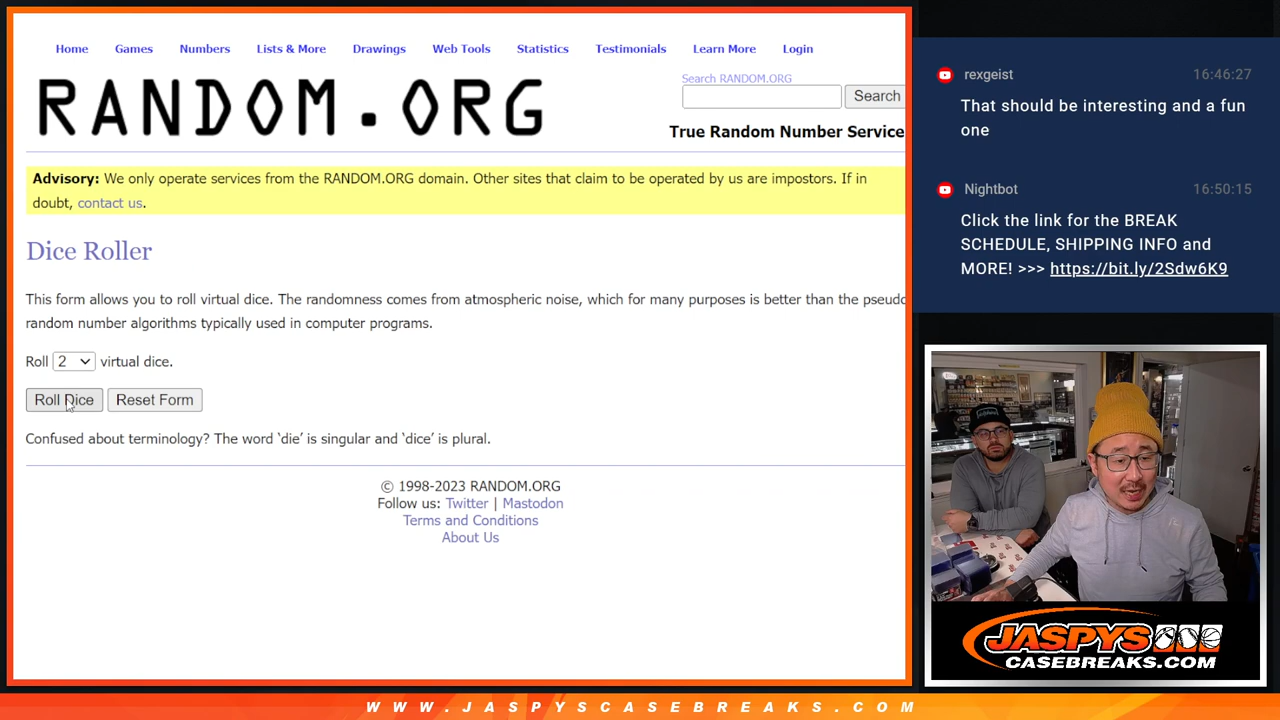 Home Games Numbers Lists & More Drawings Web Tools Statistics Testimonials Learn More Login
RANDOM.ORG
Search RANDOM.ORG
Search
True Random Number Service
Advisory: We only operate services from the RANDOM.ORG domain. Other sites that claim to be operated by us are impostors. If in
doubt, contact us.
Dice Roller
This form allows you to roll virtual dice. The randomness comes from atmospheric noise, which for many purposes is better than the pseudo
random number algorithms typically used in computer programs.
Roll 2 virtual dice.
Roll Dice Reset Form
Confused about terminology? The word ‘die’ is singular and ‘dice’ is plural.
© 1998-2023 RANDOM.ORG
Follow us: Twitter | Mastodon
Terms and Conditions
About Us
rexgeist 16:46:27
That should be interesting and a fun
one
Nightbot 16:50:15
Click the link for the BREAK
SCHEDULE, SHIPPING INFO and
MORE! >>> https://bit.ly/2Sdw6K9
JASPYS
CASEBREAKS.COM
WWW.JASPYSCASEBREAKS.COM